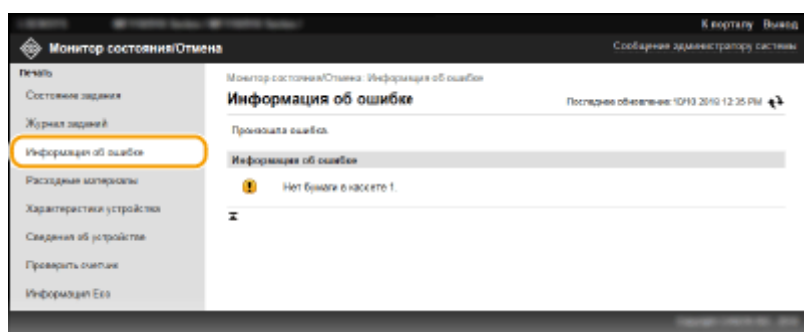 К порталу Выход
Монитор состояния/Отмена
Сообщение администратору системы
Печать
Состояние задания
Журнал заданий
Информация об ошибке
Расходные материалы
Характеристики устройства
Сведения об устройстве
Проверить счетчик
Информация Eco
Монитор состояния/Отмена: Информация об ошибке
Информация об ошибке
Последнее обновление: 10/10 2018 12:35 PM
Произошла ошибка.
Информация об ошибке
Нет бумаги в кассете 1.